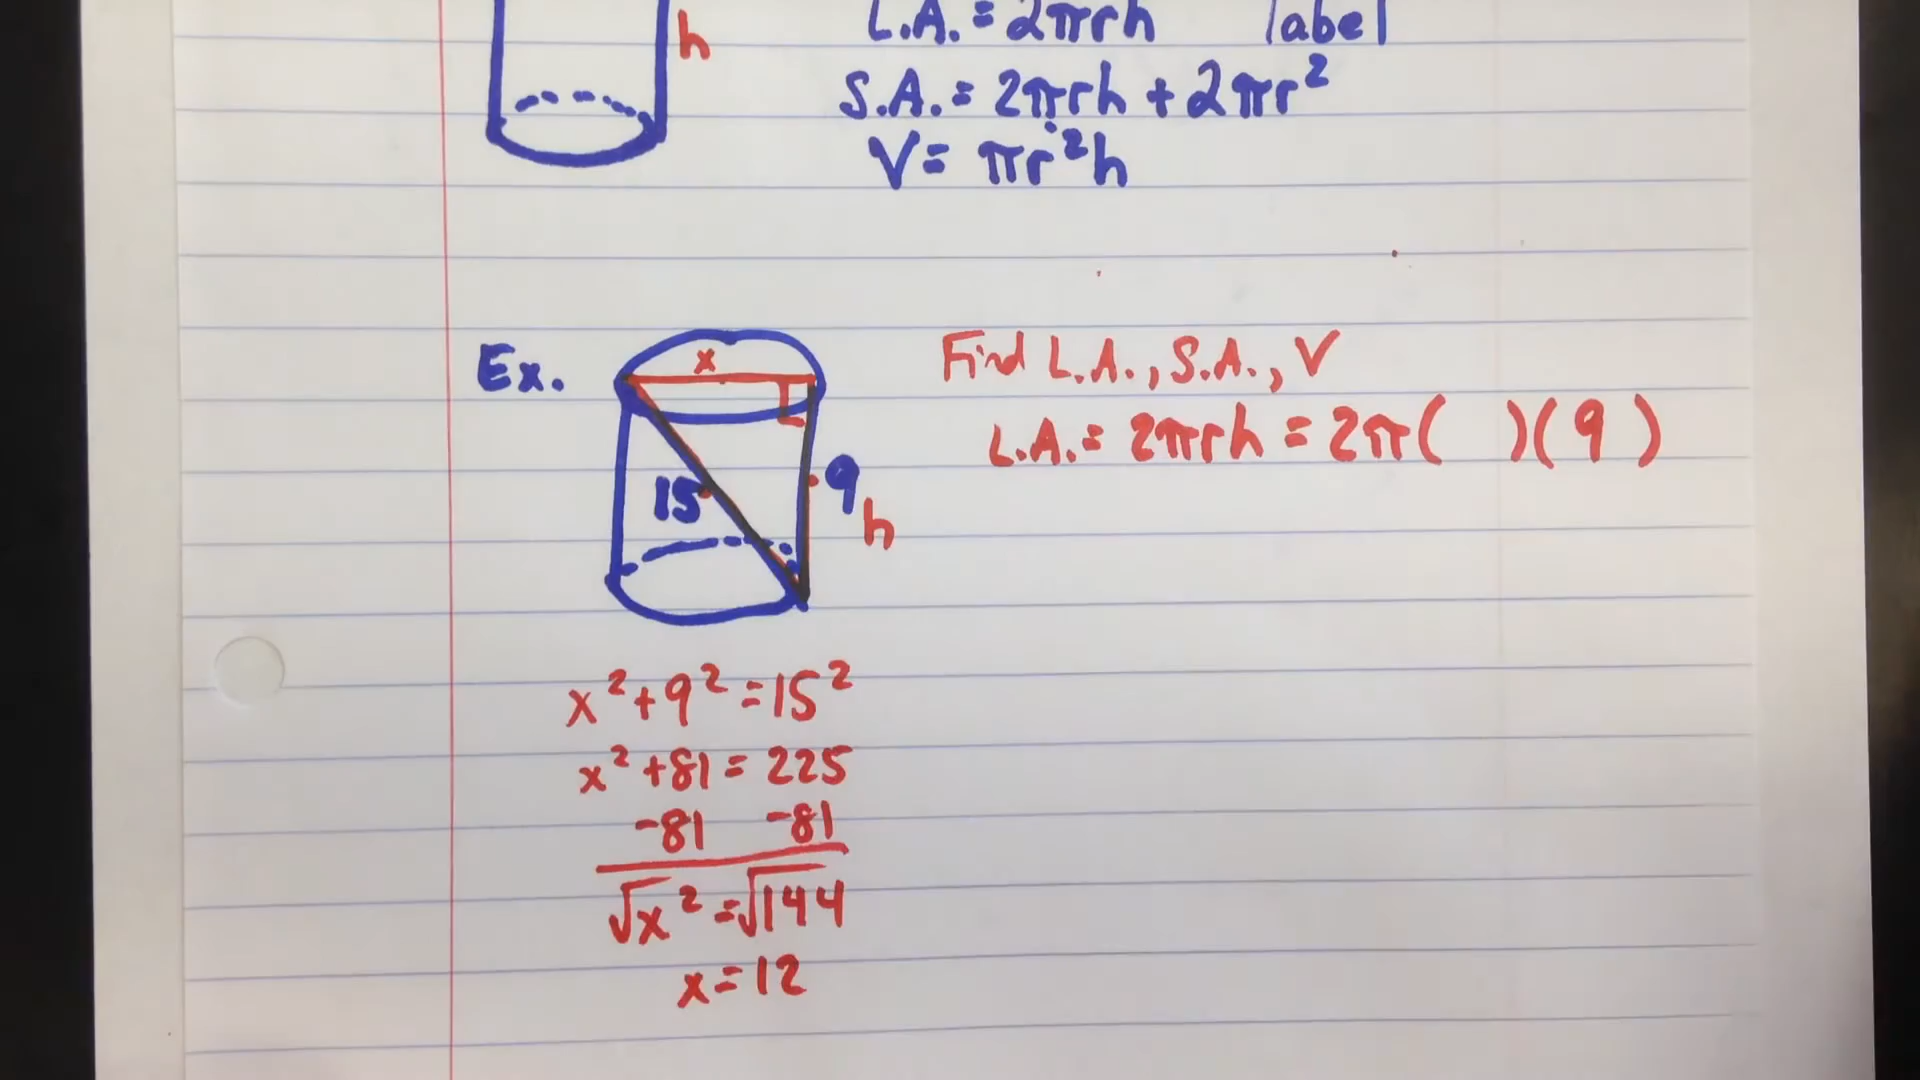 h
L.A. = 2πrh label
S.A. = 2πrh + 2πr²
V = πr²h
Ex.
x
15
9
h
Find L.A., S.A., V
L.A. = 2πrh = 2π( )(9)
x² + 9² = 15²
x² + 81 = 225
-81 -81
√x² = √144
x = 12